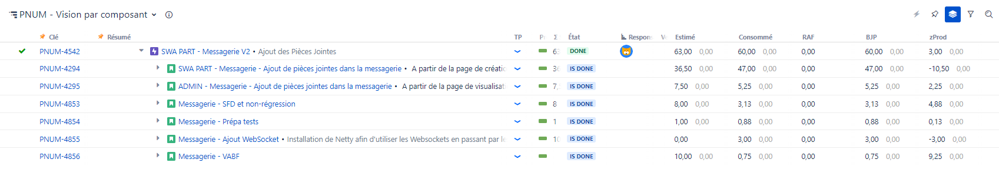 PNUM - Vision par composant
Clé Résumé TP Pr Σ État Respons Ve Estimé Consommé RAF BJP zProd
PNUM-4542 SWA PART - Messagerie V2 • Ajout des Pièces Jointes 63 DONE 63,00 0,00 60,00 0,00 0,00 60,00 0,00 3,00 0,00
PNUM-4294 SWA PART - Messagerie - Ajout de pièces jointes dans la messagerie • A partir de la page de créatio 36 IS DONE 36,50 0,00 47,00 0,00 0,00 47,00 0,00 -10,50 0,00
PNUM-4295 ADMIN - Messagerie - Ajout de pièces jointes dans la messagerie • A partir de la page de visualisat 7, IS DONE 7,50 0,00 5,25 0,00 0,00 5,25 0,00 2,25 0,00
PNUM-4853 Messagerie - SFD et non-régression 8 IS DONE 8,00 0,00 3,13 0,00 0,00 3,13 0,00 4,88 0,00
PNUM-4854 Messagerie - Prépa tests 1 IS DONE 1,00 0,00 0,88 0,00 0,00 0,88 0,00 0,13 0,00
PNUM-4855 Messagerie - Ajout WebSocket • Installation de Netty afin d'utiliser les Websockets en passant par le 10 IS DONE 0,00 3,00 0,00 0,00 3,00 0,00 -3,00 0,00
PNUM-4856 Messagerie - VABF IS DONE 10,00 0,00 0,75 0,00 0,00 0,75 0,00 9,25 0,00